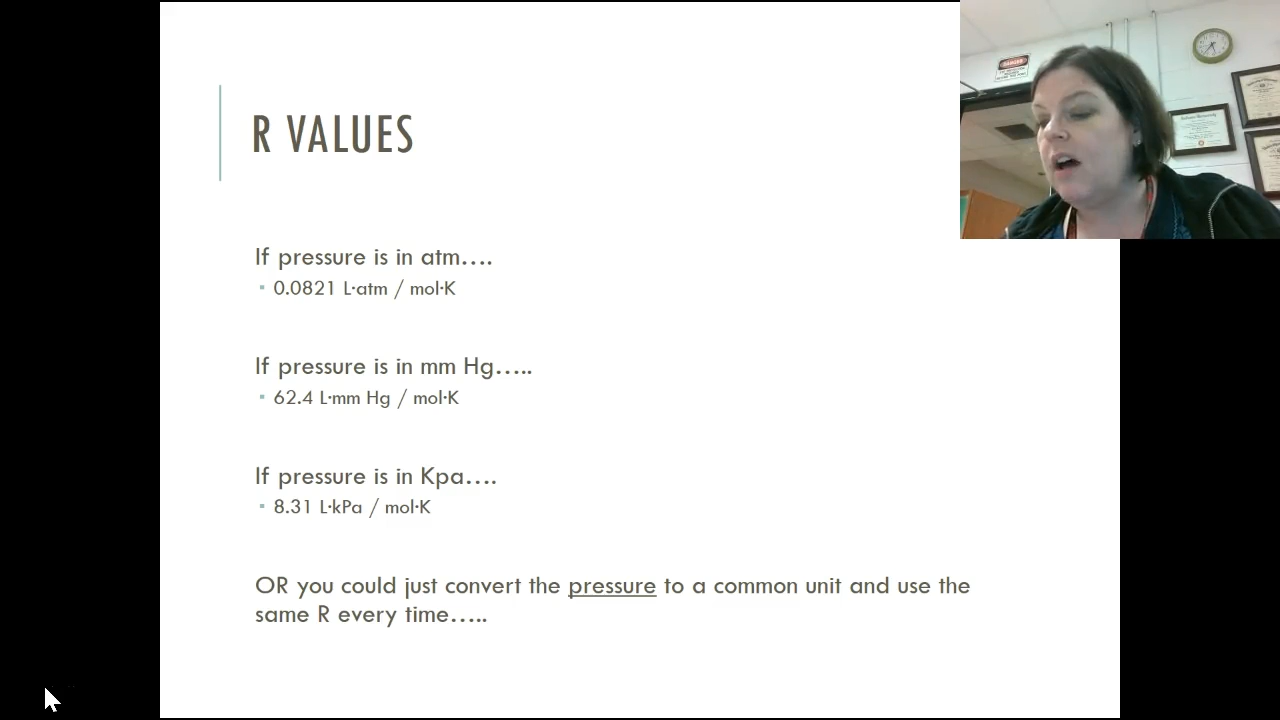 R VALUES
If pressure is in atm....
▪ 0.0821 L·atm / mol·K
If pressure is in mm Hg.....
▪ 62.4 L·mm Hg / mol·K
If pressure is in Kpa....
▪ 8.31 L·kPa / mol·K
OR you could just convert the pressure to a common unit and use the
same R every time.....
DANGER